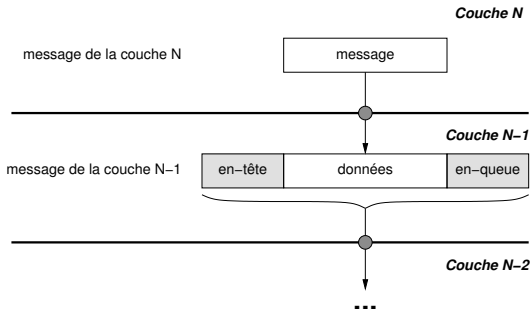 Couche N
message de la couche N
message
Couche N−1
message de la couche N−1
en−tête
données
en−queue
Couche N−2
...